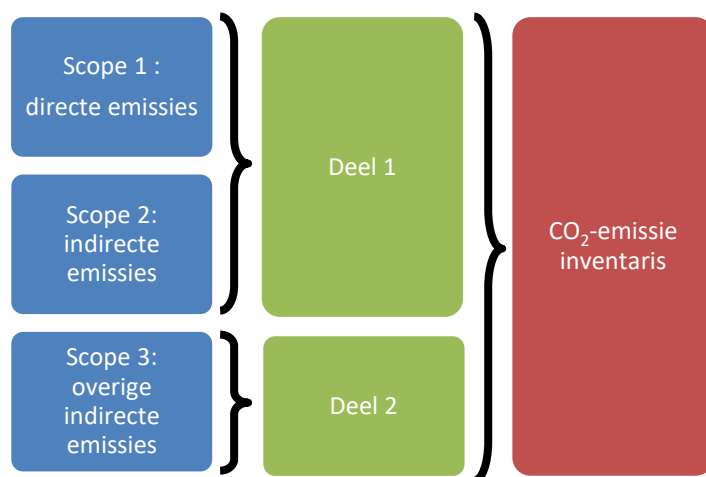 Scope 1 :
directe emissies
Scope 2:
indirecte
emissies
Scope 3:
overige
indirecte
emissies
Deel 1
Deel 2
CO₂-emissie
inventaris